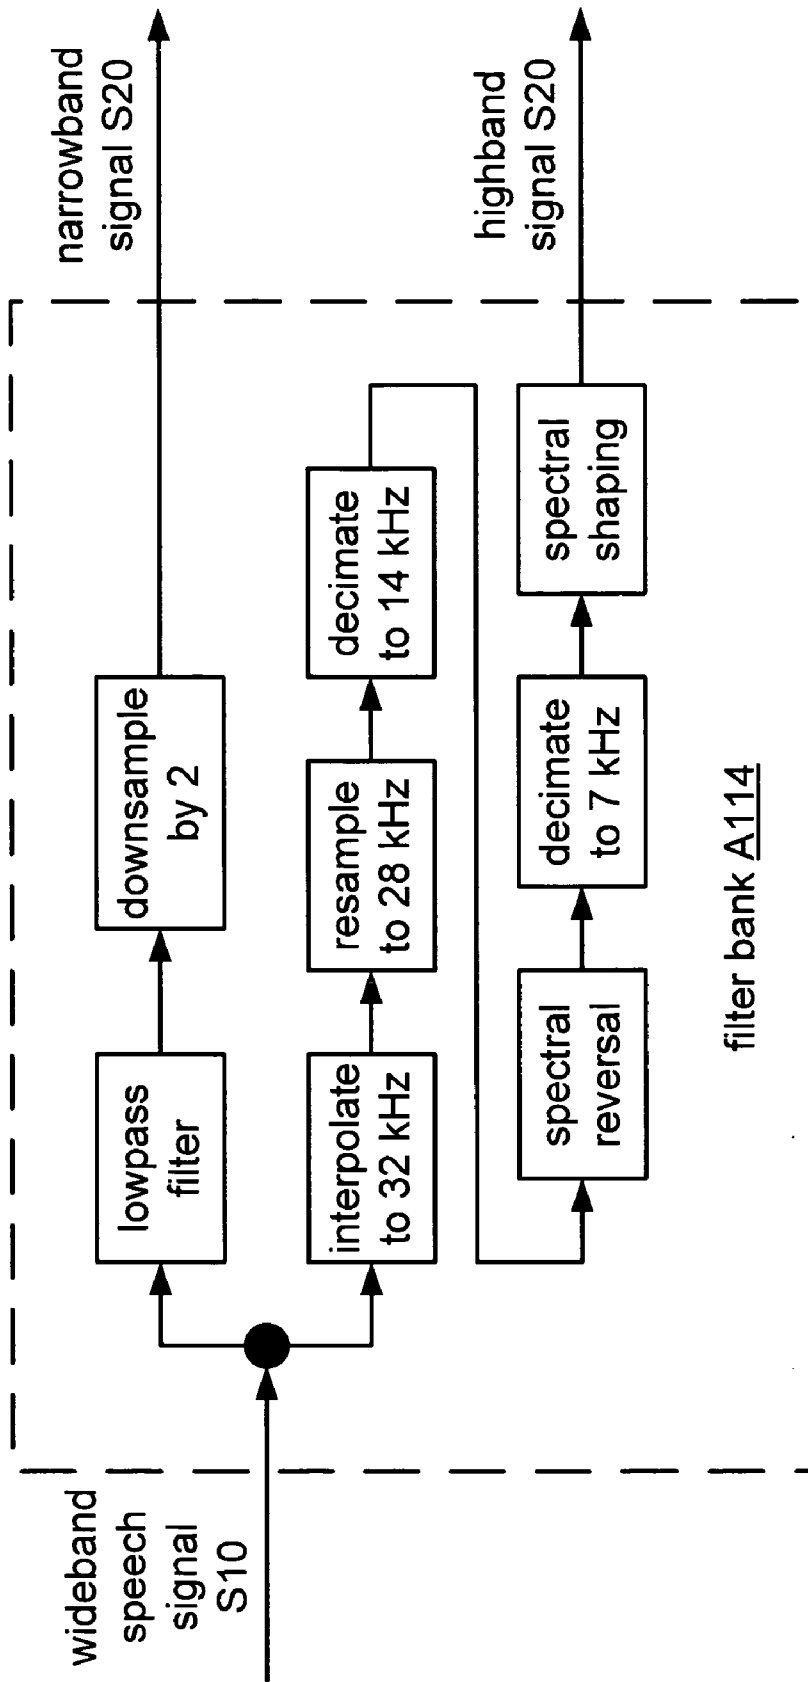 wideband
speech
signal
S10
lowpass
filter
downsample
by 2
narrowband
signal S20
interpolate
to 32 kHz
resample
to 28 kHz
decimate
to 14 kHz
spectral
reversal
decimate
to 7 kHz
spectral
shaping
highband
signal S20
filter bank A114